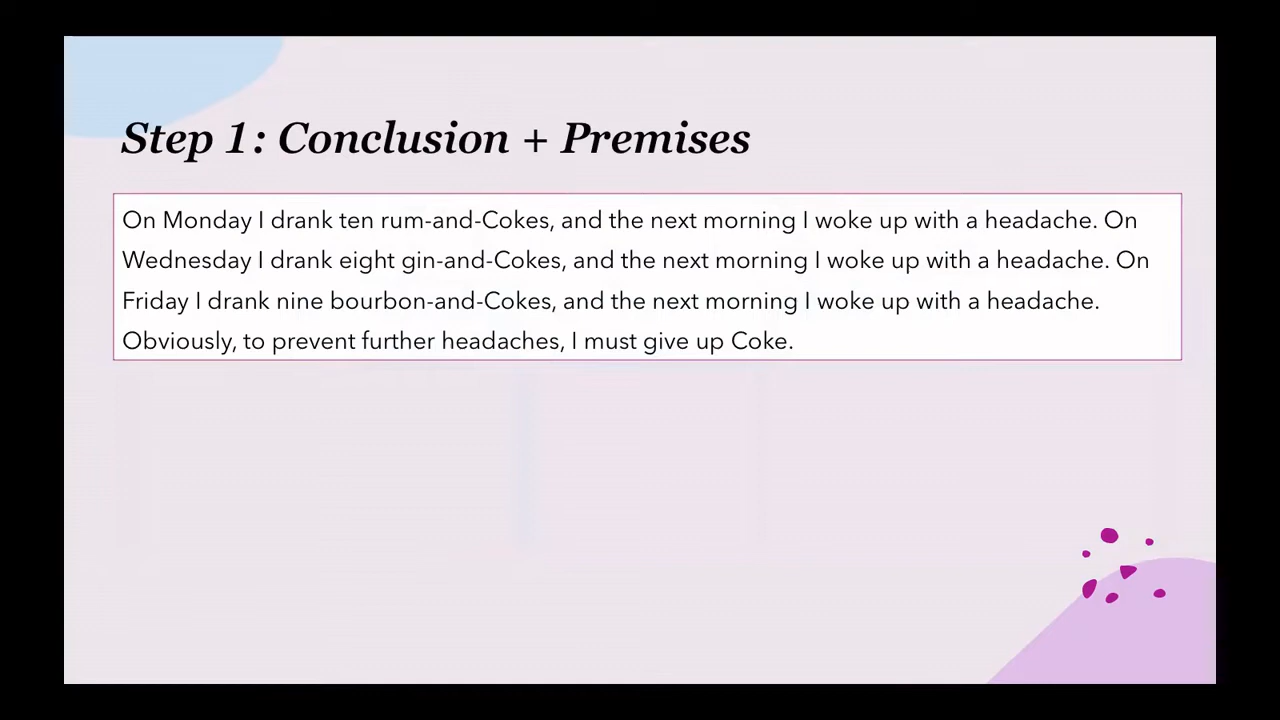 Step 1: Conclusion + Premises
On Monday I drank ten rum-and-Cokes, and the next morning I woke up with a headache. On
Wednesday I drank eight gin-and-Cokes, and the next morning I woke up with a headache. On
Friday I drank nine bourbon-and-Cokes, and the next morning I woke up with a headache.
Obviously, to prevent further headaches, I must give up Coke.